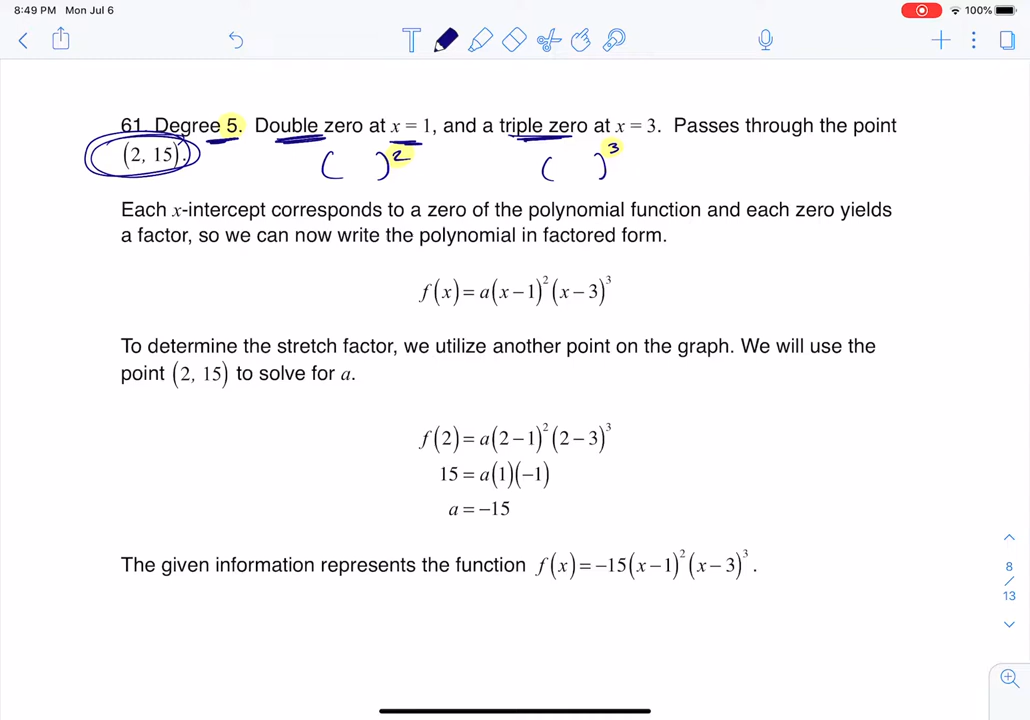 8:49 PM Mon Jul 6
100%
T
61. Degree 5. Double zero at x = 1, and a triple zero at x = 3. Passes through the point
(2, 15).
( )² ( )³
Each x-intercept corresponds to a zero of the polynomial function and each zero yields
a factor, so we can now write the polynomial in factored form.
f(x) = a(x−1)²(x−3)³
To determine the stretch factor, we utilize another point on the graph. We will use the
point (2, 15) to solve for a.
f(2) = a(2−1)²(2−3)³
15 = a(1)(−1)
a = −15
The given information represents the function f(x) = −15(x−1)²(x−3)³.
8
/
13